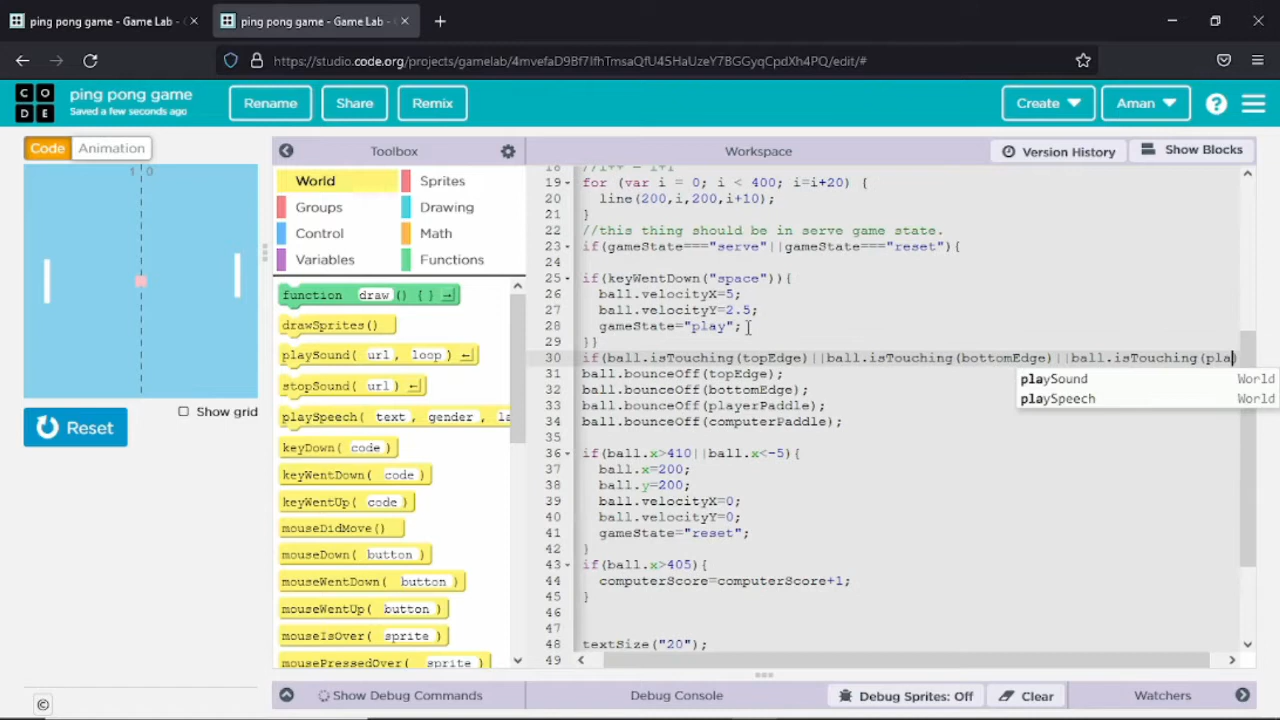 ping pong game - Game Lab -
ping pong game - Game Lab -
https://studio.code.org/projects/gamelab/4mvefaD9Bf7IfhTmsaQfU45HaUzeY7BGGyqCpdXh4PQ/edit/#
C O
D E
ping pong game
Saved a few seconds ago
Rename
Share
Remix
Create
Aman
?
Code
Animation
Toolbox
Workspace
Version History
Show Blocks
1 0
Reset
Show grid
World
Sprites
Groups
Drawing
Control
Math
Variables
Functions
function draw () { }
drawSprites()
playSound( url, loop)
stopSound( url )
playSpeech( text, gender, la
keyDown( code )
keyWentDown( code )
keyWentUp( code )
mouseDidMove()
mouseDown( button )
mouseWentDown( button )
mouseWentUp( button )
mouseIsOver( sprite )
mousePressedOver( sprite )
18 //i++ = i+1
19 for (var i = 0; i < 400; i=i+20) {
20 line(200,i,200,i+10);
21 }
22 //this thing should be in serve game state.
23 if(gameState==="serve"||gameState==="reset"){
24
25 if(keyWentDown("space")){
26 ball.velocityX=5;
27 ball.velocityY=2.5;
28 gameState="play";
29 }}
30 if(ball.isTouching(topEdge)||ball.isTouching(bottomEdge)||ball.isTouching(pla)
31 ball.bounceOff(topEdge);
32 ball.bounceOff(bottomEdge);
33 ball.bounceOff(playerPaddle);
34 ball.bounceOff(computerPaddle);
35
36 if(ball.x>410||ball.x<-5){
37 ball.x=200;
38 ball.y=200;
39 ball.velocityX=0;
40 ball.velocityY=0;
41 gameState="reset";
42 }
43 if(ball.x>405){
44 computerScore=computerScore+1;
45 }
46
47
48 textSize("20");
49
playSound World
playSpeech World
©
Show Debug Commands
Debug Console
Debug Sprites: Off
Clear
Watchers